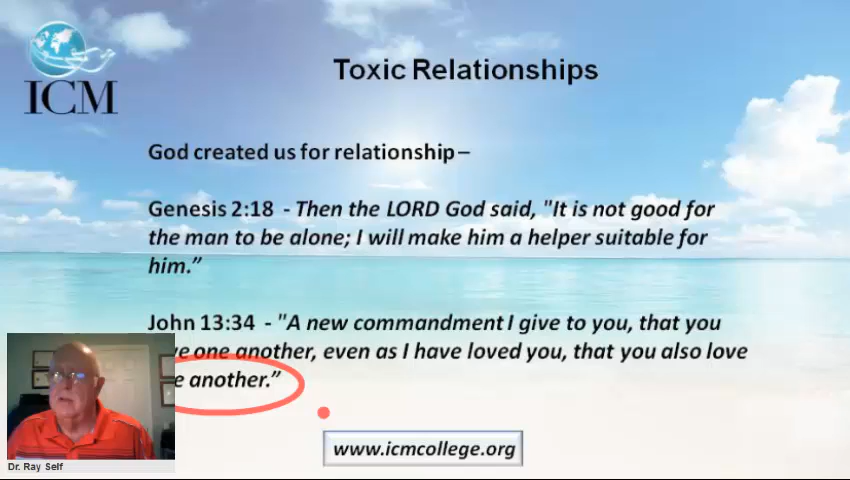 ICM
Toxic Relationships
God created us for relationship –
Genesis 2:18 - Then the LORD God said, "It is not good for
the man to be alone; I will make him a helper suitable for
him.”
John 13:34 - "A new commandment I give to you, that you
one another, even as I have loved you, that you also love
another.”
www.icmcollege.org
Dr. Ray Self